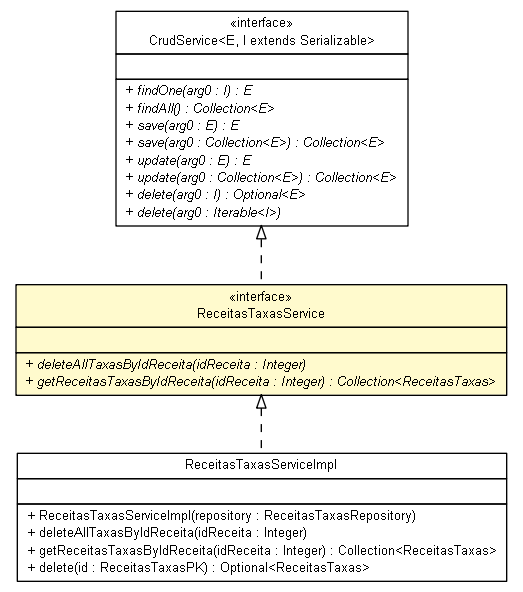 «interface»
CrudService<E, I extends Serializable>
+ findOne(arg0 : I) : E
+ findAll() : Collection<E>
+ save(arg0 : E) : E
+ save(arg0 : Collection<E>) : Collection<E>
+ update(arg0 : E) : E
+ update(arg0 : Collection<E>) : Collection<E>
+ delete(arg0 : I) : Optional<E>
+ delete(arg0 : Iterable<I>)
«interface»
ReceitasTaxasService
+ deleteAllTaxasByIdReceita(idReceita : Integer)
+ getReceitasTaxasByIdReceita(idReceita : Integer) : Collection<ReceitasTaxas>
ReceitasTaxasServiceImpl
+ ReceitasTaxasServiceImpl(repository : ReceitasTaxasRepository)
+ deleteAllTaxasByIdReceita(idReceita : Integer)
+ getReceitasTaxasByIdReceita(idReceita : Integer) : Collection<ReceitasTaxas>
+ delete(id : ReceitasTaxasPK) : Optional<ReceitasTaxas>